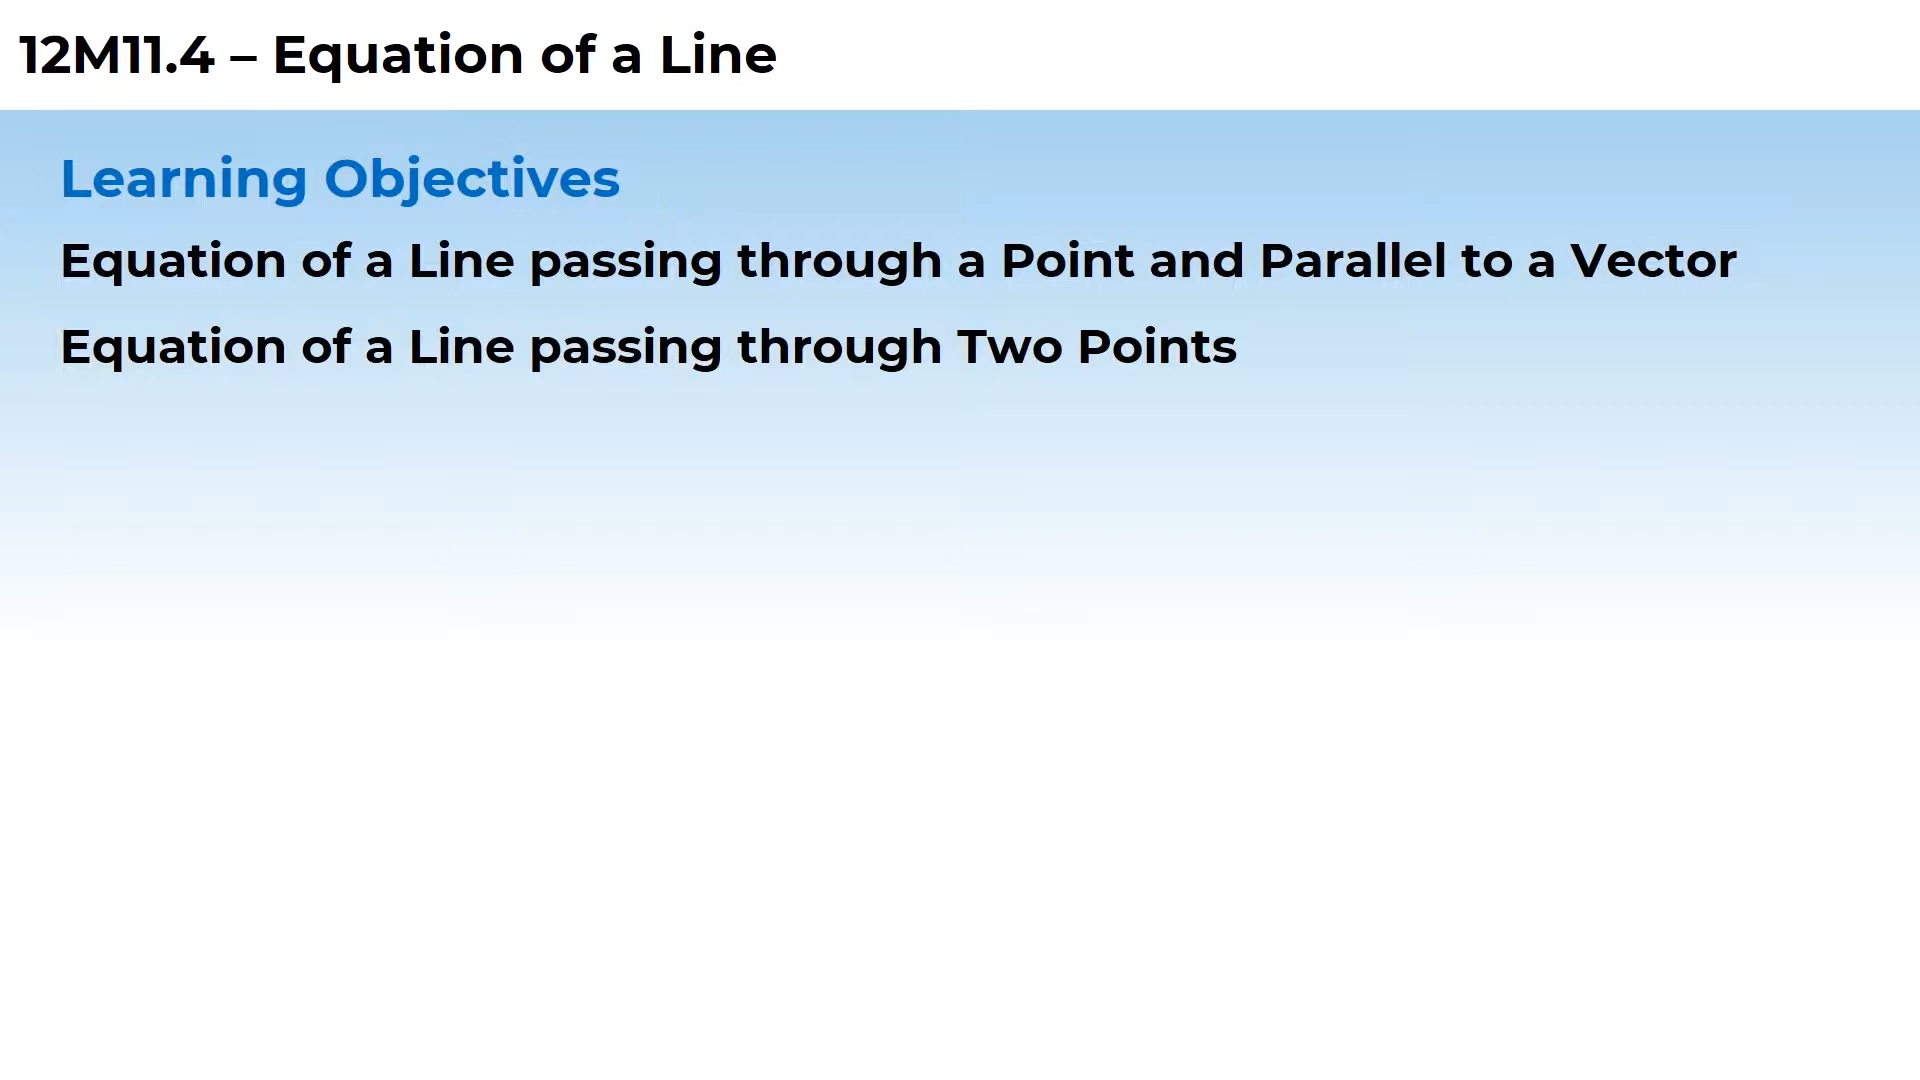 12M11.4 – Equation of a Line
Learning Objectives
Equation of a Line passing through a Point and Parallel to a Vector
Equation of a Line passing through Two Points